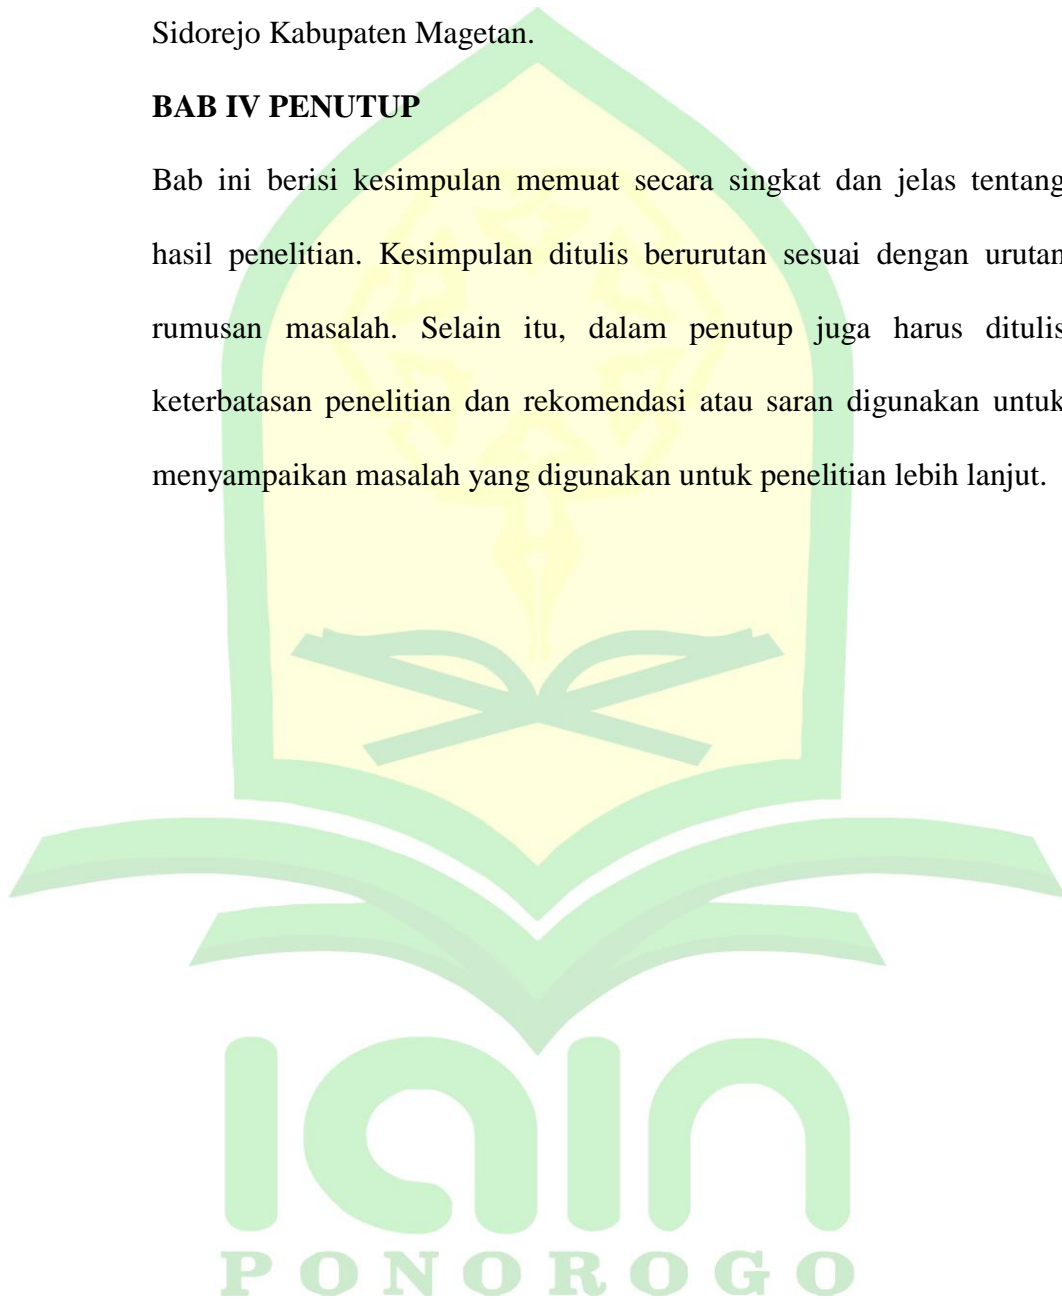 Sidorejo Kabupaten Magetan.
BAB IV PENUTUP
Bab ini berisi kesimpulan memuat secara singkat dan jelas tentang
hasil penelitian. Kesimpulan ditulis berurutan sesuai dengan urutan
rumusan masalah. Selain itu, dalam penutup juga harus ditulis
keterbatasan penelitian dan rekomendasi atau saran digunakan untuk
menyampaikan masalah yang digunakan untuk penelitian lebih lanjut.
IAIN
PONOROGO